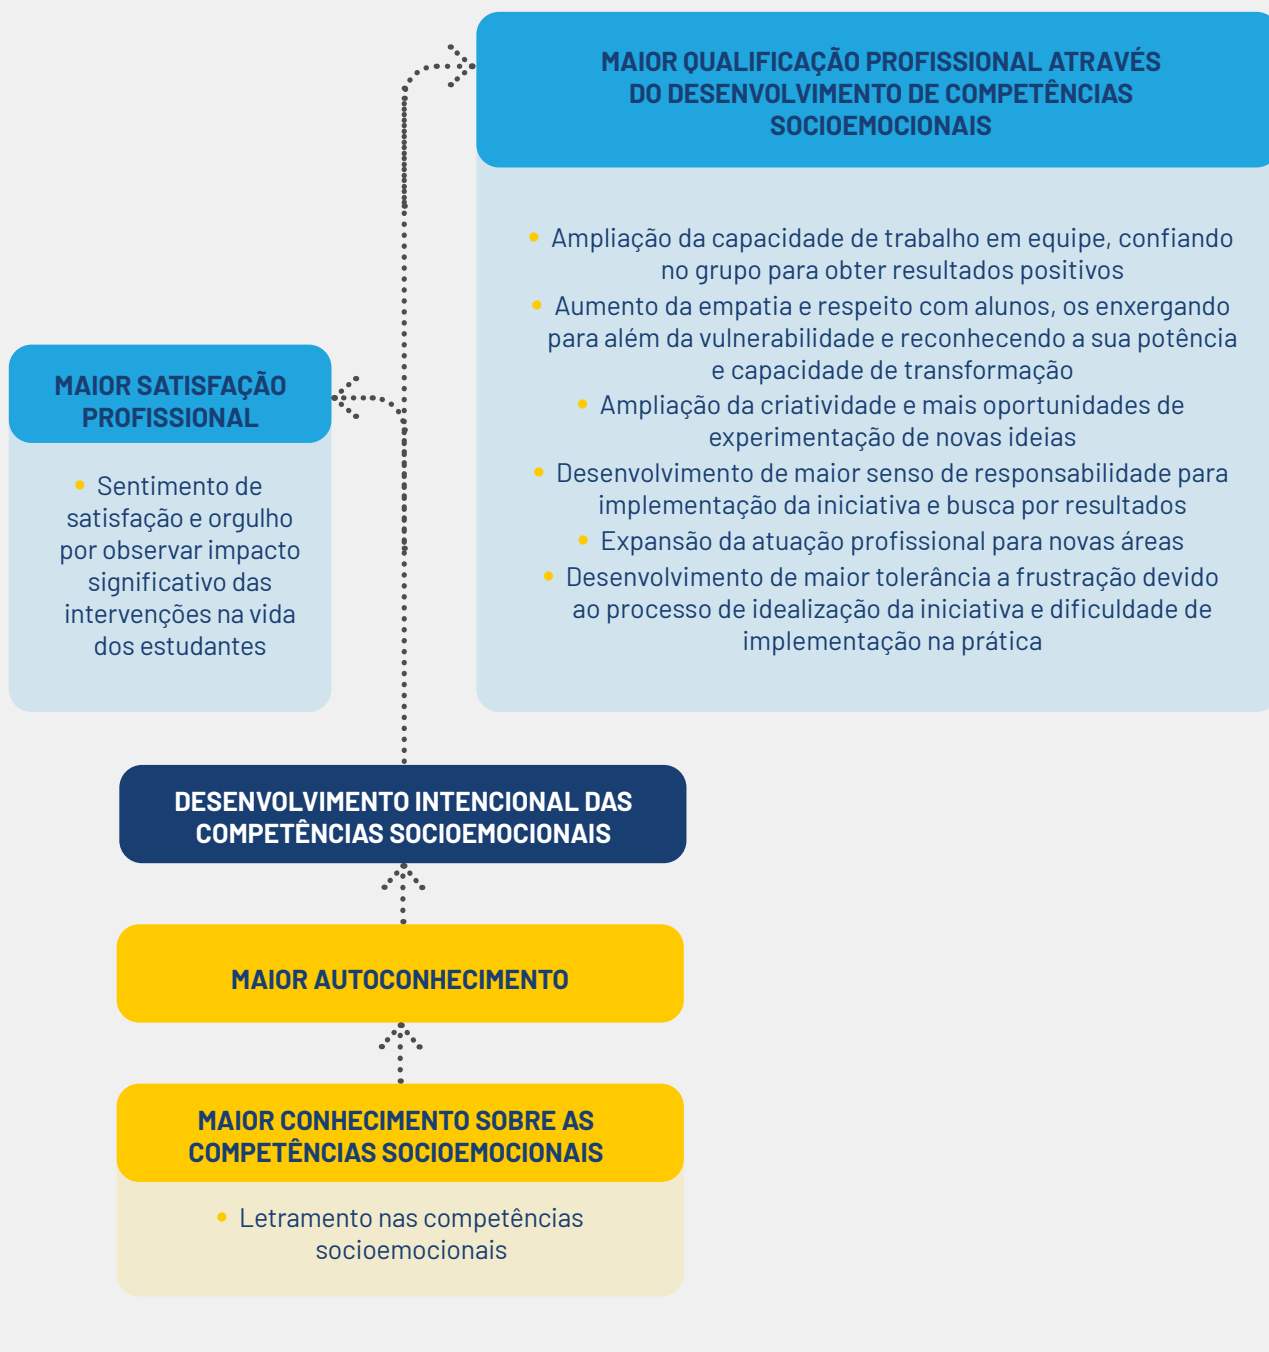 MAIOR QUALIFICAÇÃO PROFISSIONAL ATRAVÉS
DO DESENVOLVIMENTO DE COMPETÊNCIAS
SOCIOEMOCIONAIS
• Ampliação da capacidade de trabalho em equipe, confiando
no grupo para obter resultados positivos
• Aumento da empatia e respeito com alunos, os enxergando
para além da vulnerabilidade e reconhecendo a sua potência
e capacidade de transformação
• Ampliação da criatividade e mais oportunidades de
experimentação de novas ideias
• Desenvolvimento de maior senso de responsabilidade para
implementação da iniciativa e busca por resultados
• Expansão da atuação profissional para novas áreas
• Desenvolvimento de maior tolerância a frustração devido
ao processo de idealização da iniciativa e dificuldade de
implementação na prática
MAIOR SATISFAÇÃO
PROFISSIONAL
• Sentimento de
satisfação e orgulho
por observar impacto
significativo das
intervenções na vida
dos estudantes
DESENVOLVIMENTO INTENCIONAL DAS
COMPETÊNCIAS SOCIOEMOCIONAIS
MAIOR AUTOCONHECIMENTO
MAIOR CONHECIMENTO SOBRE AS
COMPETÊNCIAS SOCIOEMOCIONAIS
• Letramento nas competências
socioemocionais